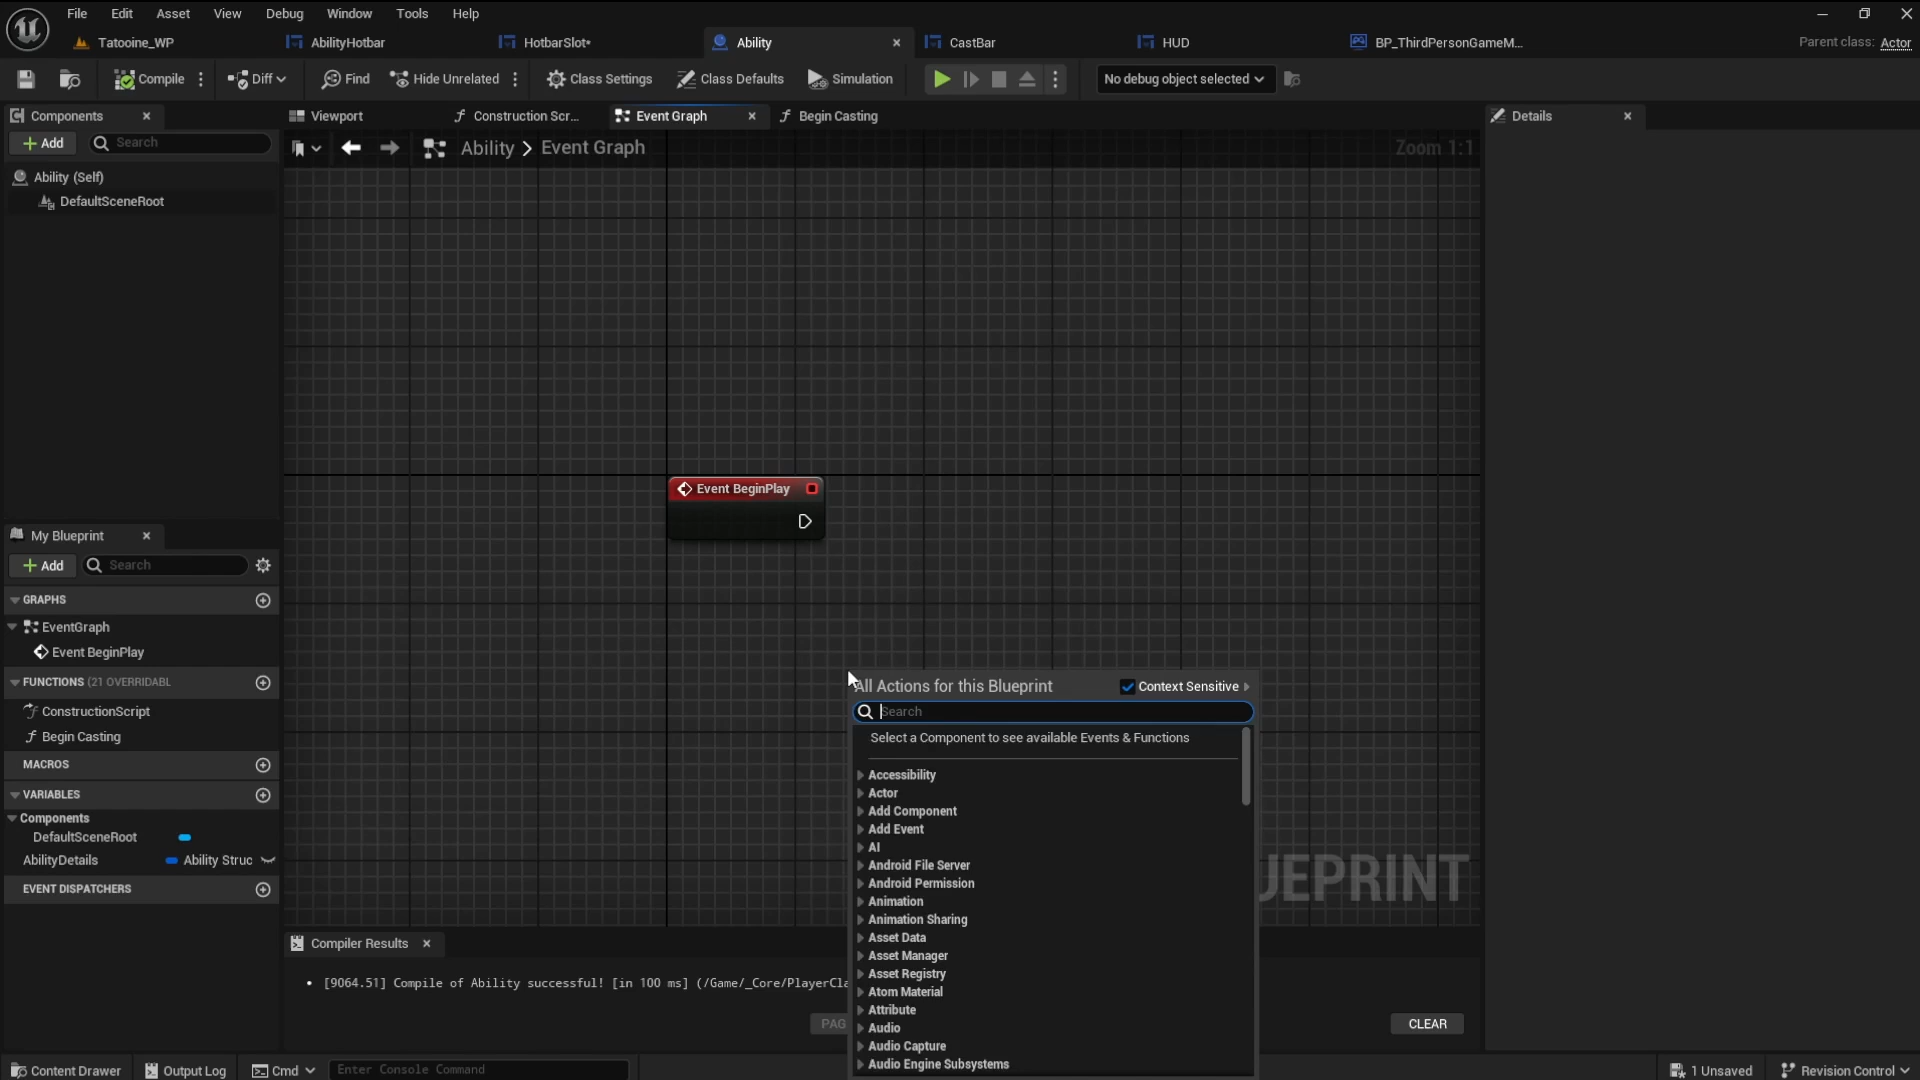 File Edit Asset View Debug Window Tools Help
Tatooine_WP AbilityHotbar HotbarSlot* Ability CastBar HUD BP_ThirdPersonGameM... Parent class: Actor
Compile Diff Find Hide Unrelated Class Settings Class Defaults Simulation No debug object selected
Components Viewport Construction Scr... Event Graph Begin Casting Details
Add Search Ability Event Graph Zoom 1:1
Ability (Self)
DefaultSceneRoot
Event BeginPlay
My Blueprint
Add Search
GRAPHS
EventGraph
Event BeginPlay
FUNCTIONS (21 OVERRIDABL
ConstructionScript
Begin Casting
MACROS
VARIABLES
Components
DefaultSceneRoot
AbilityDetails Ability Struc
EVENT DISPATCHERS
All Actions for this Blueprint Context Sensitive
Search
Select a Component to see available Events & Functions
Accessibility
Actor
Add Component
Add Event
AI
Android File Server
Android Permission
Animation
Animation Sharing
Asset Data
Asset Manager
Asset Registry
Atom Material
Attribute
Audio
Audio Capture
Audio Engine Subsystems
UEPRINT
Compiler Results
[9064.51] Compile of Ability successful! [in 100 ms] (/Game/_Core/PlayerCla
PAG CLEAR
Content Drawer Output Log Cmd Enter Console Command 1 Unsaved Revision Control